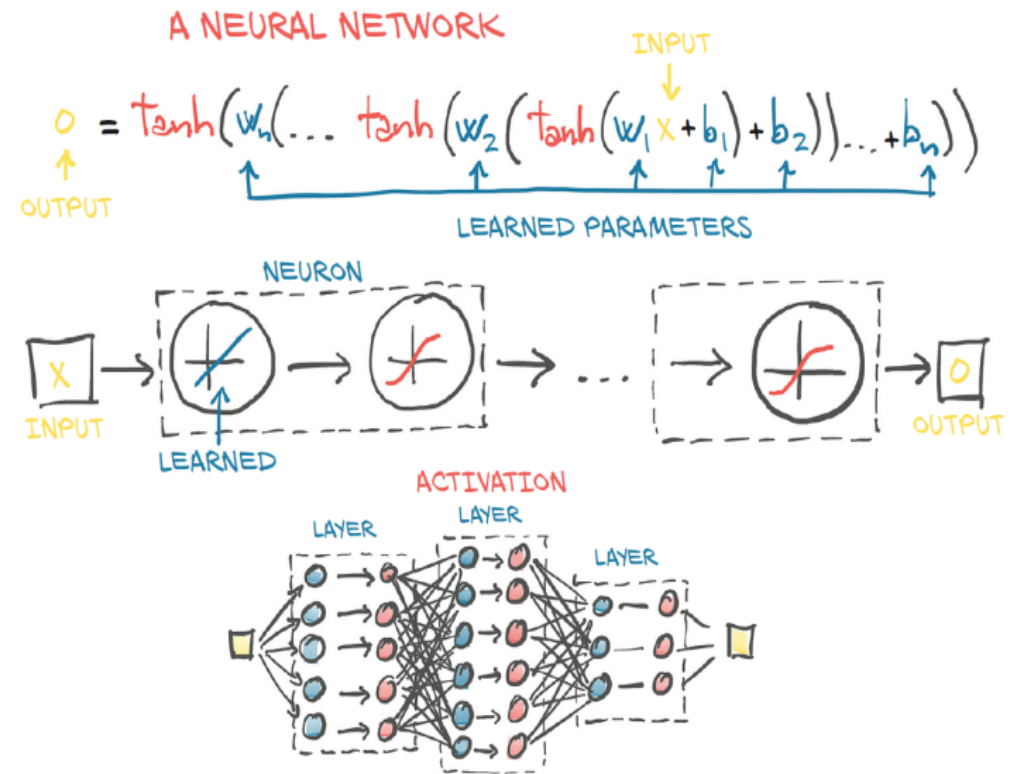 A NEURAL NETWORK
INPUT
O = tanh(wn(... tanh(w2(tanh(w1 x + b1) + b2))... + bn))
OUTPUT
LEARNED PARAMETERS
NEURON
X
O
INPUT
OUTPUT
...
LEARNED
ACTIVATION
LAYER
LAYER
LAYER